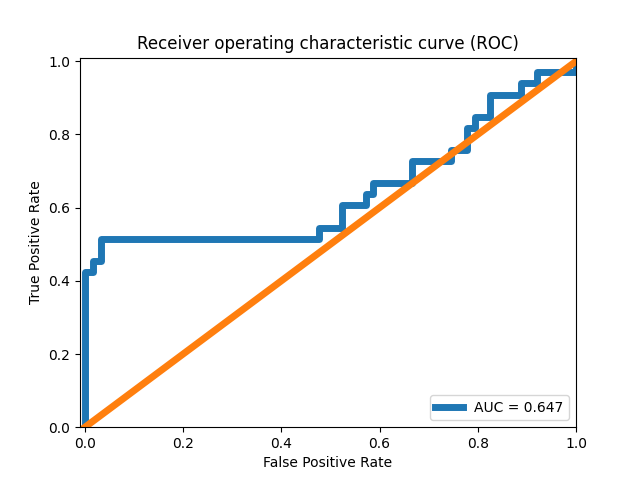 Receiver operating characteristic curve (ROC)
1.0
0.8
0.6
0.4
0.2
0.0
True Positive Rate
AUC = 0.647
0.0 0.2 0.4 0.6 0.8 1.0
False Positive Rate